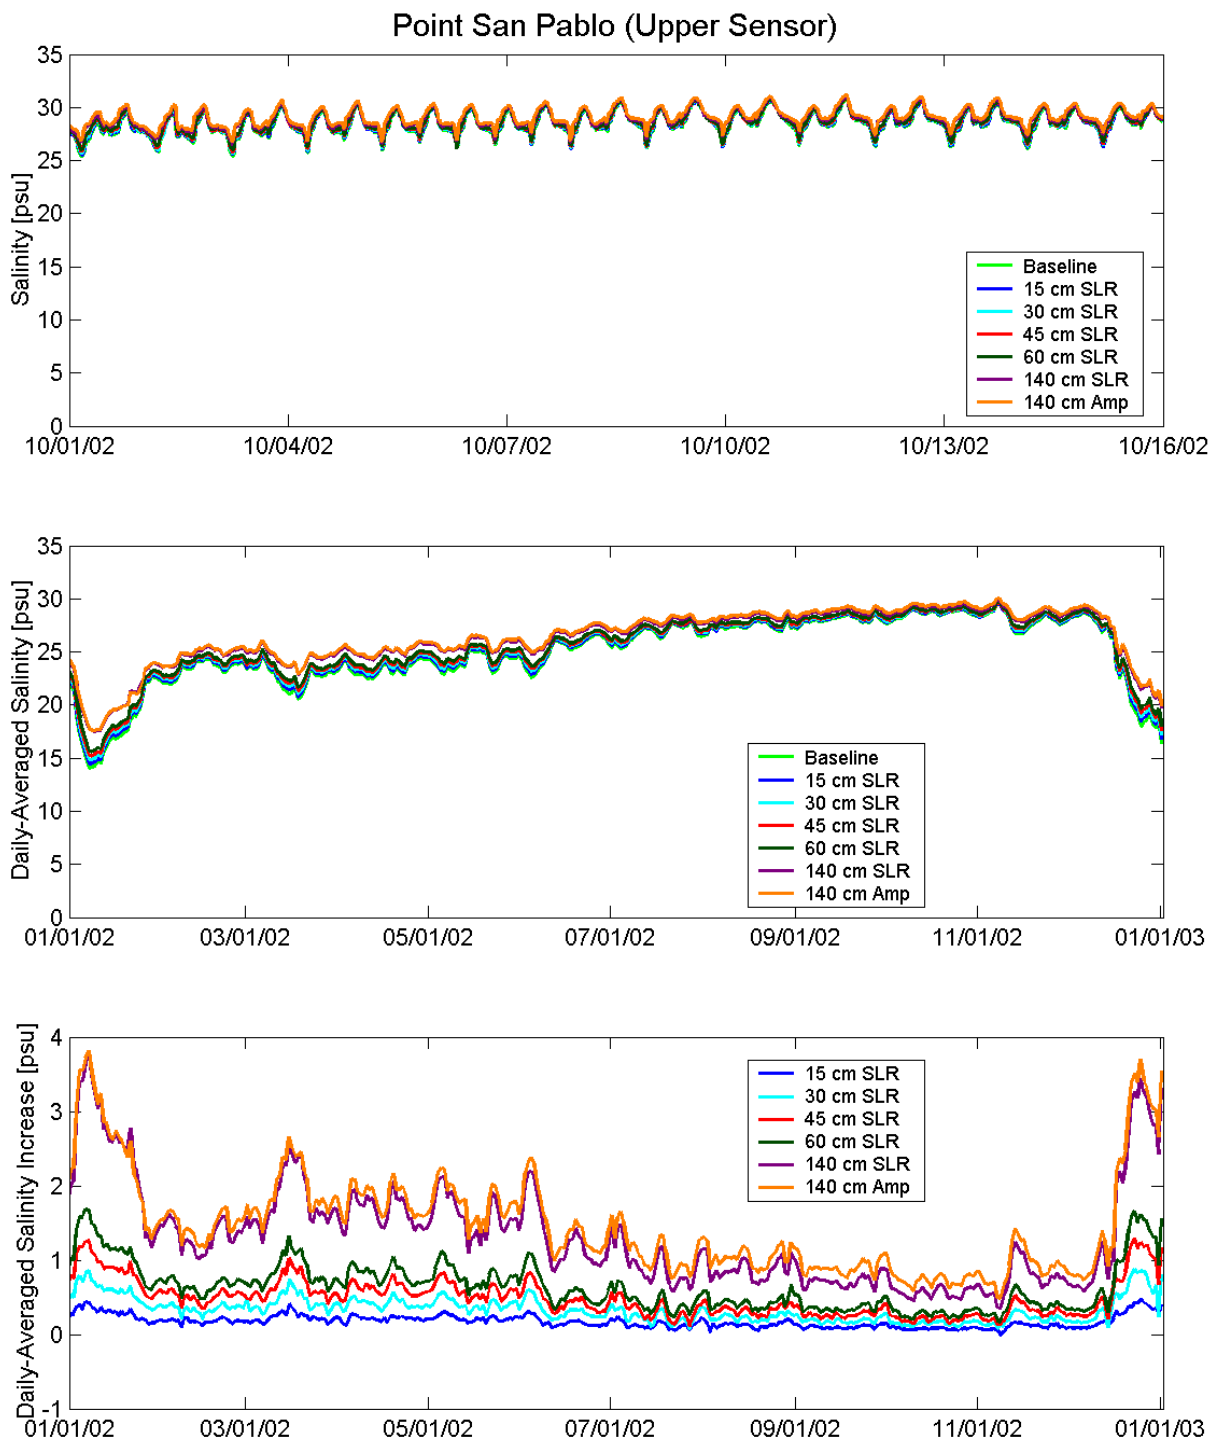 Point San Pablo (Upper Sensor)
Salinity [psu]
35
30
25
20
15
10
5
0
10/01/02 10/04/02 10/07/02 10/10/02 10/13/02 10/16/02
Baseline
15 cm SLR
30 cm SLR
45 cm SLR
60 cm SLR
140 cm SLR
140 cm Amp
Daily-Averaged Salinity [psu]
35
30
25
20
15
10
5
0
01/01/02 03/01/02 05/01/02 07/01/02 09/01/02 11/01/02 01/01/03
Baseline
15 cm SLR
30 cm SLR
45 cm SLR
60 cm SLR
140 cm SLR
140 cm Amp
Daily-Averaged Salinity Increase [psu]
4
3
2
1
0
-1
01/01/02 03/01/02 05/01/02 07/01/02 09/01/02 11/01/02 01/01/03
15 cm SLR
30 cm SLR
45 cm SLR
60 cm SLR
140 cm SLR
140 cm Amp